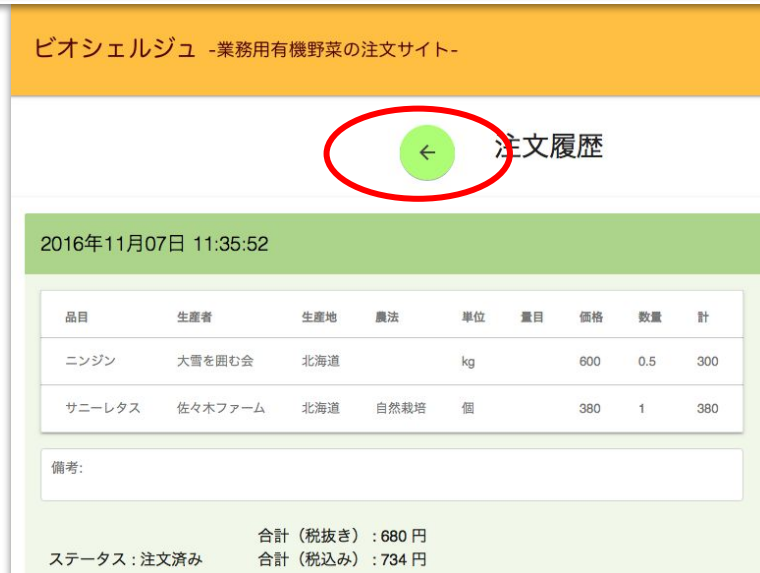 ビオシェルジュ -業務用有機野菜の注文サイト-
注文履歴
2016年11月07日 11:35:52
品目 生産者 生産地 農法 単位 量目 価格 数量 計
ニンジン 大雪を囲む会 北海道 kg 600 0.5 300
サニーレタス 佐々木ファーム 北海道 自然栽培 個 380 1 380
備考:
合計（税抜き）: 680 円
ステータス : 注文済み 合計（税込み）: 734 円